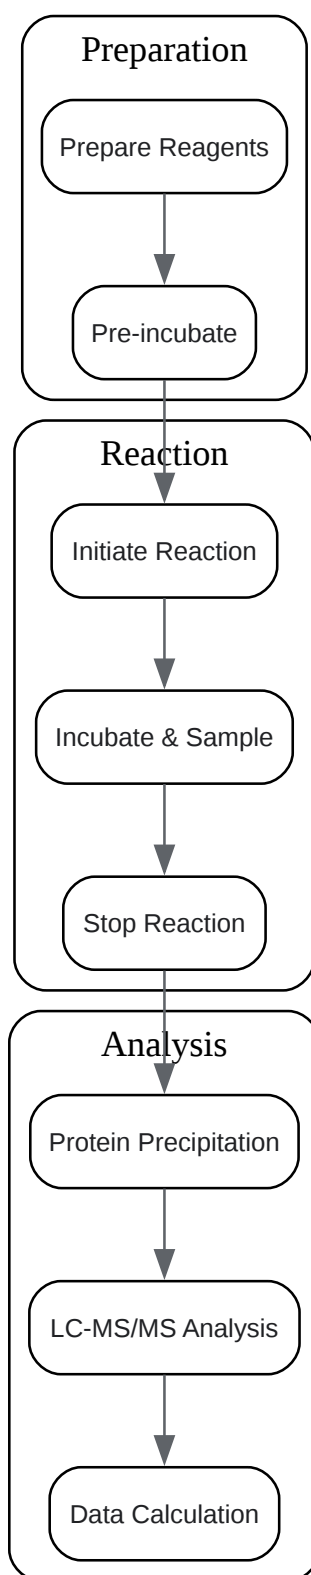 Preparation
Prepare Reagents
Pre-incubate
Reaction
Initiate Reaction
Incubate & Sample
Stop Reaction
Analysis
Protein Precipitation
LC-MS/MS Analysis
Data Calculation